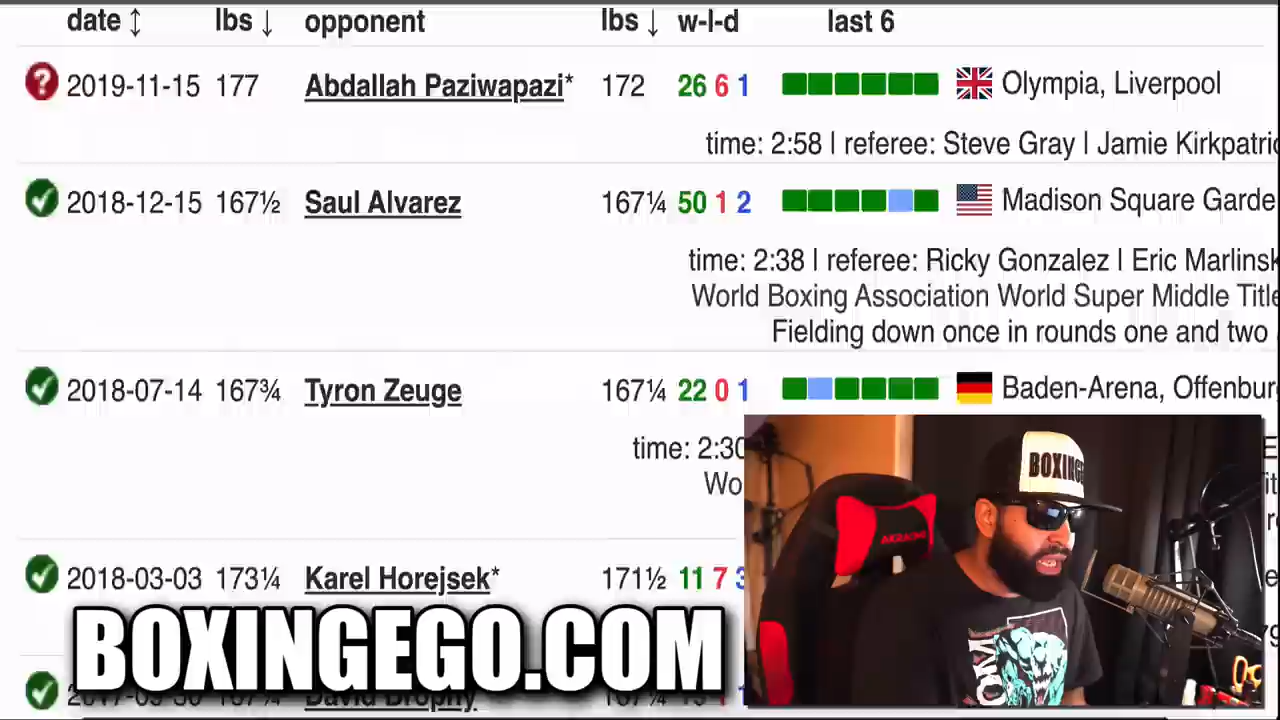 date ↕ lbs ↓ opponent lbs ↓ w-l-d last 6
2019-11-15 177 Abdallah Paziwapazi* 172 26 6 1 Olympia, Liverpool
time: 2:58 | referee: Steve Gray | Jamie Kirkpatric
2018-12-15 167½ Saul Alvarez 167¼ 50 1 2 Madison Square Garde
time: 2:38 | referee: Ricky Gonzalez | Eric Marlinsk
World Boxing Association World Super Middle Title
Fielding down once in rounds one and two
2018-07-14 167¾ Tyron Zeuge 167¼ 22 0 1 Baden-Arena, Offenbur
time: 2:30
Wo
2018-03-03 173¼ Karel Horejsek* 171½ 11 7 3
BOXINGEGO.COM
David Brophy
BOXINGE
AKRACING